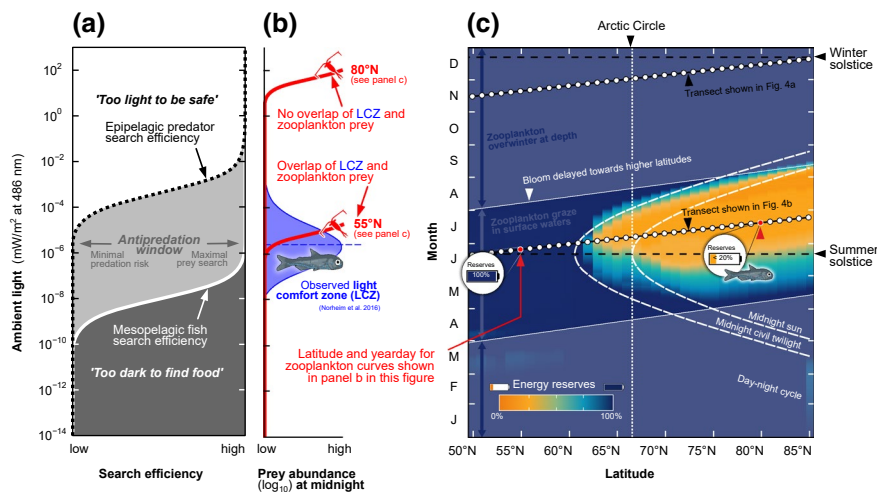 (a)
Ambient light (mW/m² at 486 nm)
10²
10⁰
10⁻²
10⁻⁴
10⁻⁶
10⁻⁸
10⁻¹⁰
10⁻¹²
10⁻¹⁴
'Too light to be safe'
Epipelagic predator
search efficiency
Antipredation
window
Minimal
predation risk
Maximal
prey search
Mesopelagic fish
search efficiency
'Too dark to find food'
low
high
Search efficiency
(b)
80°N
(see panel c)
No overlap of LCZ and
zooplankton prey
Overlap of LCZ and
zooplankton prey
55°N
(see panel c)
Observed light
comfort zone (LCZ)
(Norheim et al. 2016)
Latitude and yearday for
zooplankton curves shown
in panel b in this figure
low
high
Prey abundance
(log₁₀) at midnight
(c)
Arctic Circle
Month
D
N
O
S
A
J
J
M
A
M
F
J
Winter
solstice
Transect shown in Fig. 4a
Zooplankton
overwinter at depth
Bloom delayed towards higher latitudes
Zooplankton graze
in surface waters
Transect shown in Fig. 4b
Reserves
100%
Reserves
< 20%
Summer
solstice
Midnight sun
Midnight civil twilight
Day-night cycle
Energy reserves
0%
100%
50°N
55°N
60°N
65°N
70°N
75°N
80°N
85°N
Latitude